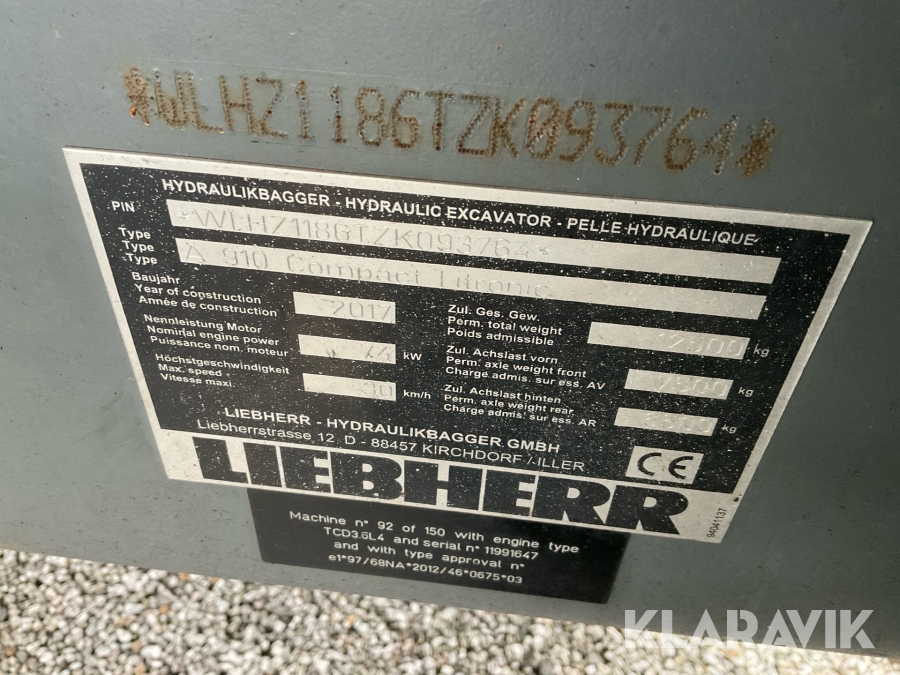 *WLHZ1186TZK093764*
HYDRAULIKBAGGER - HYDRAULIC EXCAVATOR - PELLE HYDRAULIQUE
PIN *WLHZ1186TZK093764*
Type
Type A 910 Compact Litronic
Type
Baujahr
Year of construction 2017
Année de construction
Nennleistung Motor
Nominal engine power kW
Puissance nom. moteur
Höchstgeschwindigkeit
Max. speed 30 km/h
Vitesse maxi.
Zul. Ges. Gew.
Perm. total weight kg
Poids admissible
Zul. Achslast vorn
Perm. axle weight front 7500 kg
Charge admis. sur ess. AV
Zul. Achslast hinten
Perm. axle weight rear kg
Charge admis. sur ess. AR
LIEBHERR - HYDRAULIKBAGGER GMBH
Liebherrstrasse 12, D - 88457 KIRCHDORF / ILLER
CE
LIEBHERR
94041137
Machine n° 92 of 150 with engine type
TCD3.6L4 and serial n° 11991647
and with type approval n°
e1*97/68NA*2012/46*0675*03
KLARAVIK